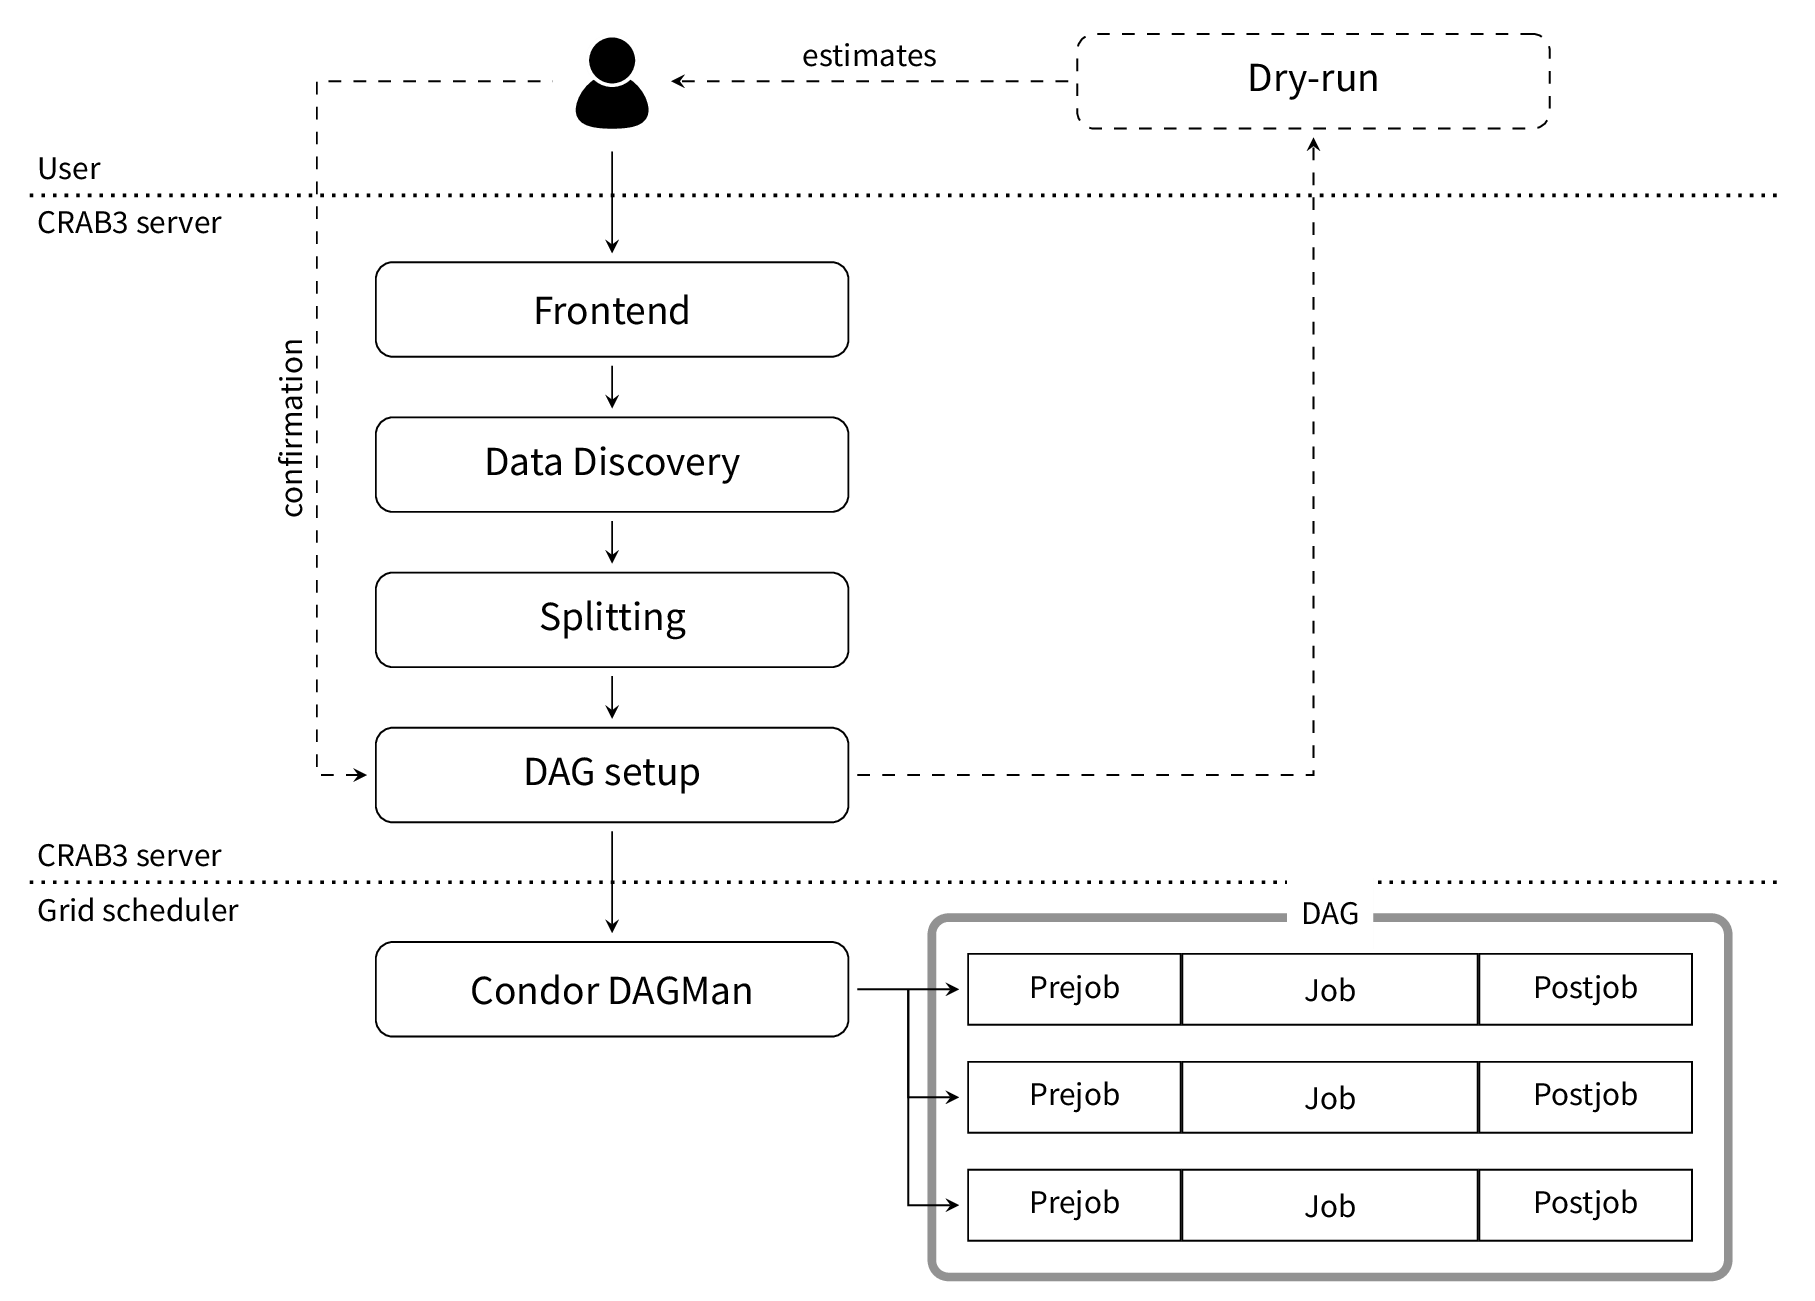 estimates
Dry-run
User
CRAB3 server
Frontend
confirmation
Data Discovery
Splitting
DAG setup
CRAB3 server
Grid scheduler
DAG
Condor DAGMan
Prejob Job Postjob
Prejob Job Postjob
Prejob Job Postjob